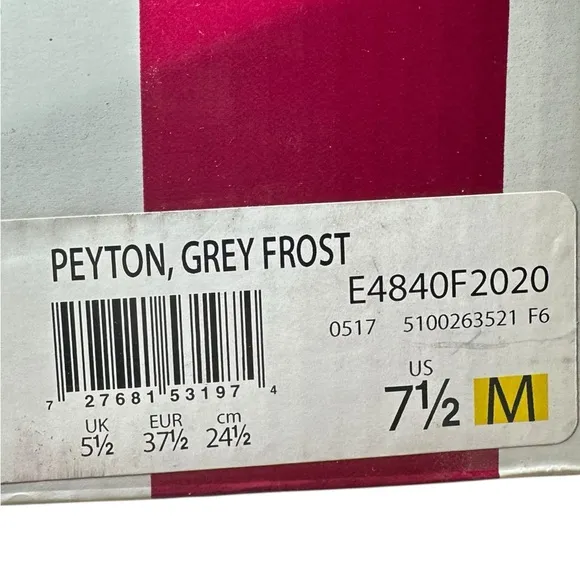 PEYTON, GREY FROST
E4840F2020
0517 5100263521 F6
7 27681 53197 4
UK EUR cm
5½ 37½ 24½
US
7½ M